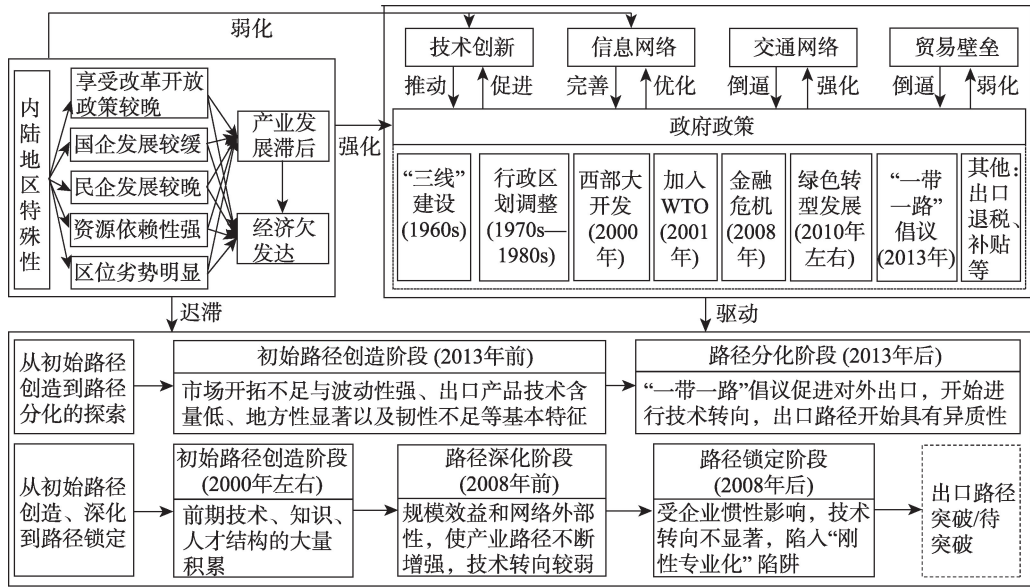 弱化
技术创新
信息网络
交通网络
贸易壁垒
推动
促进
完善
优化
倒逼
强化
倒逼
弱化
内陆地区特殊性
享受改革开放
政策较晚
国企发展较缓
民企发展较晚
资源依赖性强
区位劣势明显
产业发
展滞后
经济欠
发达
强化
政府政策
“三线”
建设
(1960s)
行政区
划调整
(1970s—
1980s)
西部大
开发
(2000
年)
加入
WTO
(2001
年)
金融
危机
(2008
年)
绿色转
型发展
(2010年
左右)
“一带
一路”
倡议
(2013年)
其他：
出口
退税、
补贴
等
迟滞
驱动
从初始路径
创造到路径
分化的探索
初始路径创造阶段 (2013年前)
市场开拓不足与波动性强、出口产品技术含
量低、地方性显著以及韧性不足等基本特征
路径分化阶段 (2013年后)
“一带一路”倡议促进对外出口，开始进
行技术转向，出口路径开始具有异质性
从初始路径
创造、深化
到路径锁定
初始路径创造阶段
(2000年左右)
前期技术、知识、
人才结构的大量
积累
路径深化阶段
(2008年前)
规模效益和网络外部
性，使产业路径不断
增强，技术转向较弱
路径锁定阶段
(2008年后)
受企业惯性影响，技术
转向不显著，陷入“刚
性专业化” 陷阱
出口路径
突破/待
突破